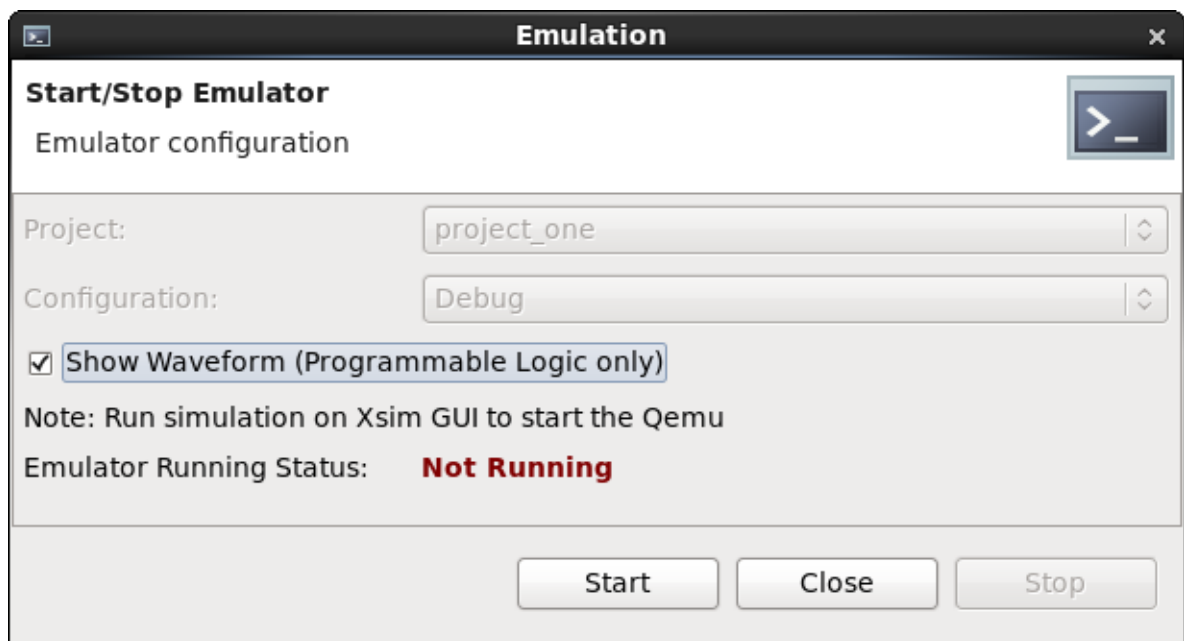 Emulation
Start/Stop Emulator
Emulator configuration
>_
Project: project_one
Configuration: Debug
Show Waveform (Programmable Logic only)
Note: Run simulation on Xsim GUI to start the Qemu
Emulator Running Status: Not Running
Start Close Stop